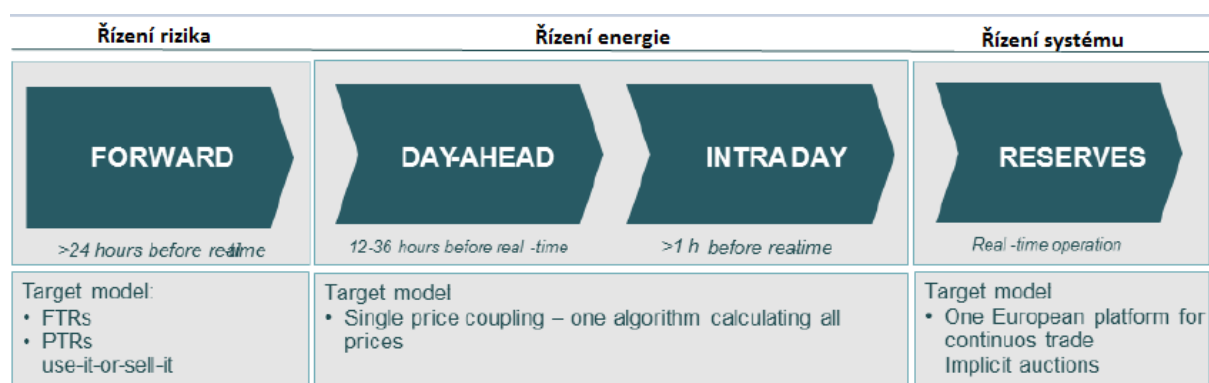 Řízení rizika
Řízení energie
Řízení systému
FORWARD
DAY-AHEAD
INTRADAY
RESERVES
>24 hours before real-time
12-36 hours before real -time
>1 h before realtime
Real -time operation
Target model:
• FTRs
• PTRs
use-it-or-sell-it
Target model
• Single price coupling – one algorithm calculating all
prices
Target model
• One European platform for
continuos trade
Implicit auctions